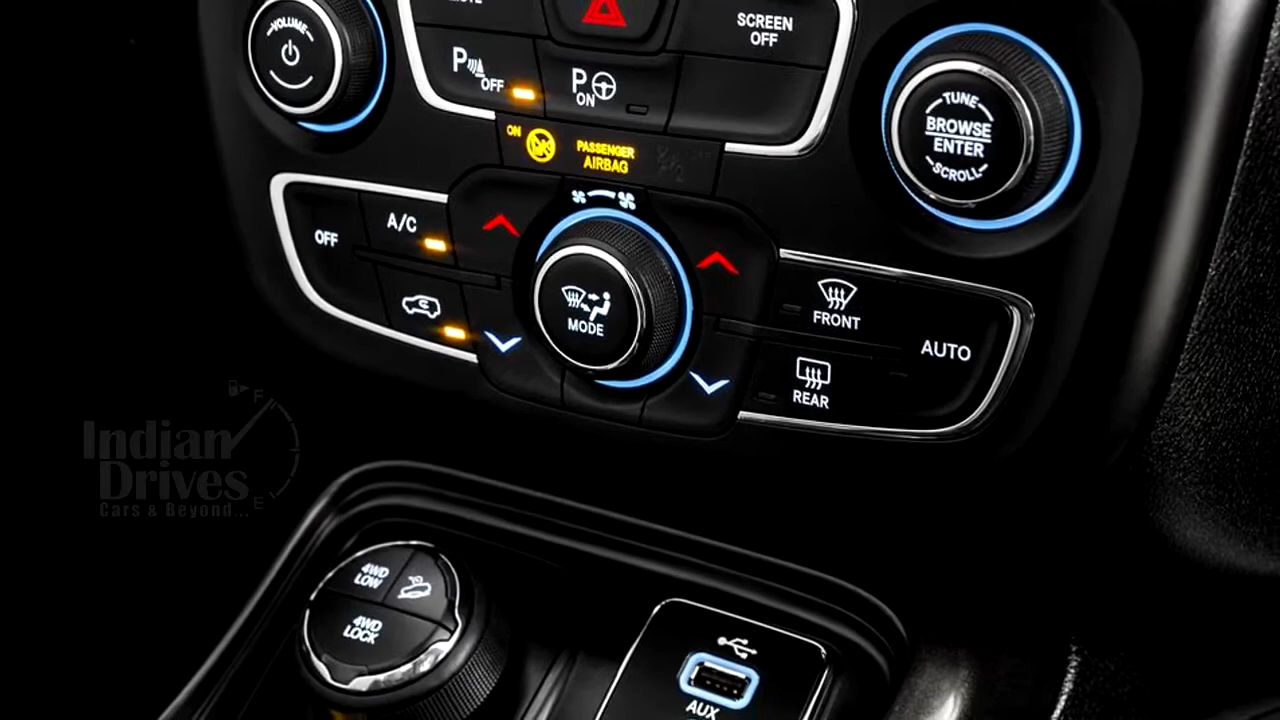 VOLUME
OFF
P
OFF
P
ON
SCREEN
OFF
TUNE
BROWSE
ENTER
SCROLL
ON
PASSENGER
AIRBAG
OFF
A/C
MODE
FRONT
REAR
AUTO
F
Indian
Drives
E
Cars & Beyond...
4WD
LOW
4WD
LOCK
AUX